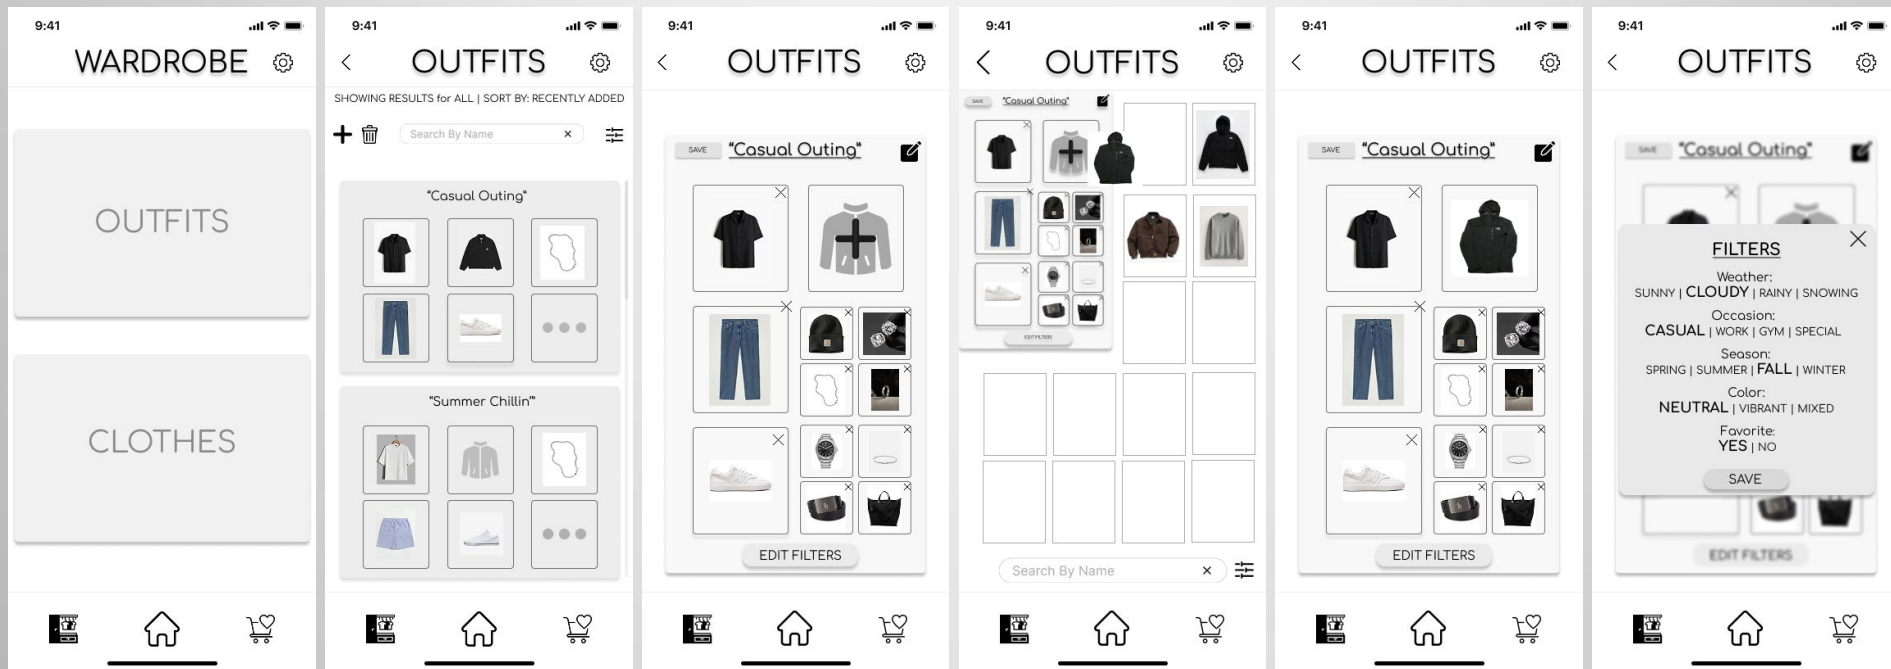 9:41
WARDROBE
OUTFITS
CLOTHES
9:41
OUTFITS
SHOWING RESULTS for ALL | SORT BY: RECENTLY ADDED
Search By Name
"Casual Outing"
"Summer Chillin'"
9:41
OUTFITS
SAVE
"Casual Outing"
EDIT FILTERS
9:41
OUTFITS
SAVE
"Casual Outing"
EDIT FILTERS
Search By Name
9:41
OUTFITS
SAVE
"Casual Outing"
EDIT FILTERS
9:41
OUTFITS
SAVE
"Casual Outing"
FILTERS
Weather:
SUNNY | CLOUDY | RAINY | SNOWING
Occasion:
CASUAL | WORK | GYM | SPECIAL
Season:
SPRING | SUMMER | FALL | WINTER
Color:
NEUTRAL | VIBRANT | MIXED
Favorite:
YES | NO
SAVE
EDIT FILTERS